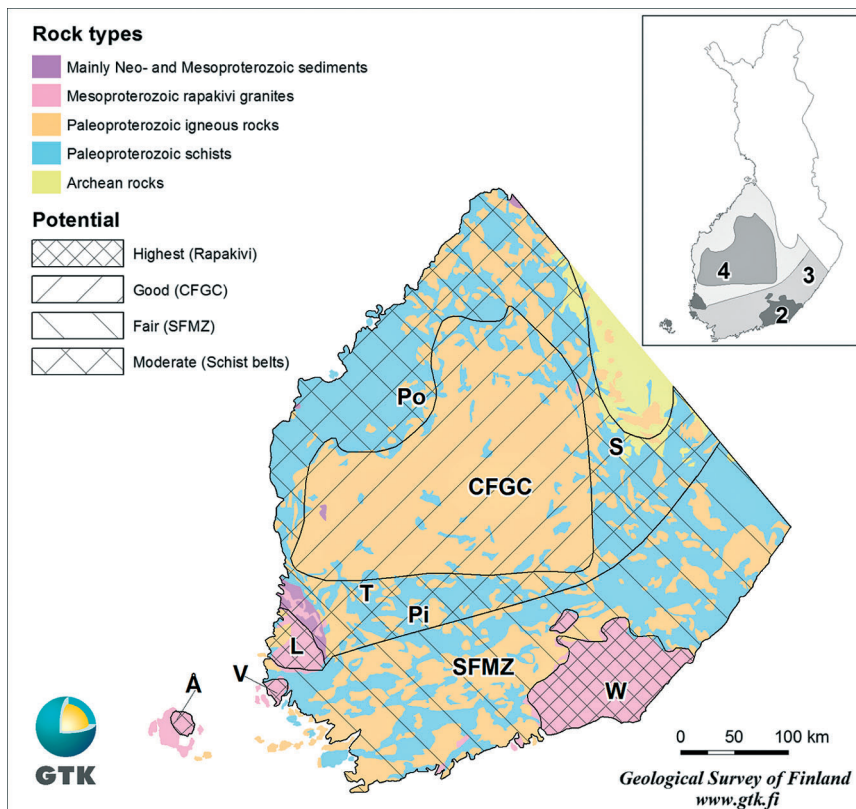 Rock types
Mainly Neo- and Mesoproterozoic sediments
Mesoproterozoic rapakivi granites
Paleoproterozoic igneous rocks
Paleoproterozoic schists
Archean rocks
Potential
Highest (Rapakivi)
Good (CFGC)
Fair (SFMZ)
Moderate (Schist belts)
4
3
2
Po
S
CFGC
T
Pi
L
SFMZ
V
W
Å
GTK
0 50 100 km
Geological Survey of Finland
www.gtk.fi